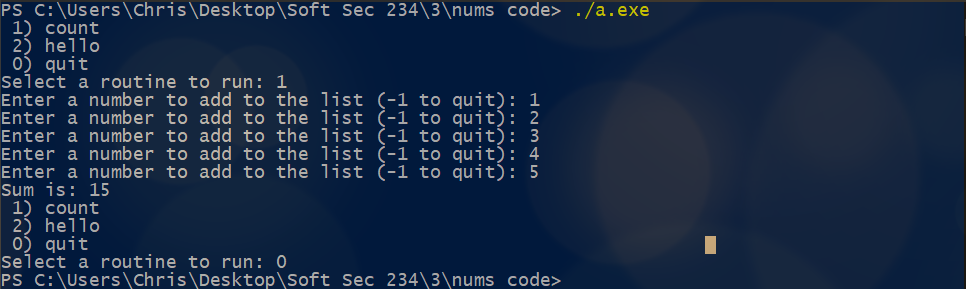 PS C:\Users\Chris\Desktop\Soft Sec 234\3\nums code> ./a.exe
 1) count
 2) hello
 0) quit
Select a routine to run: 1
Enter a number to add to the list (-1 to quit): 1
Enter a number to add to the list (-1 to quit): 2
Enter a number to add to the list (-1 to quit): 3
Enter a number to add to the list (-1 to quit): 4
Enter a number to add to the list (-1 to quit): 5
Sum is: 15
 1) count
 2) hello
 0) quit
Select a routine to run: 0
PS C:\Users\Chris\Desktop\Soft Sec 234\3\nums code>